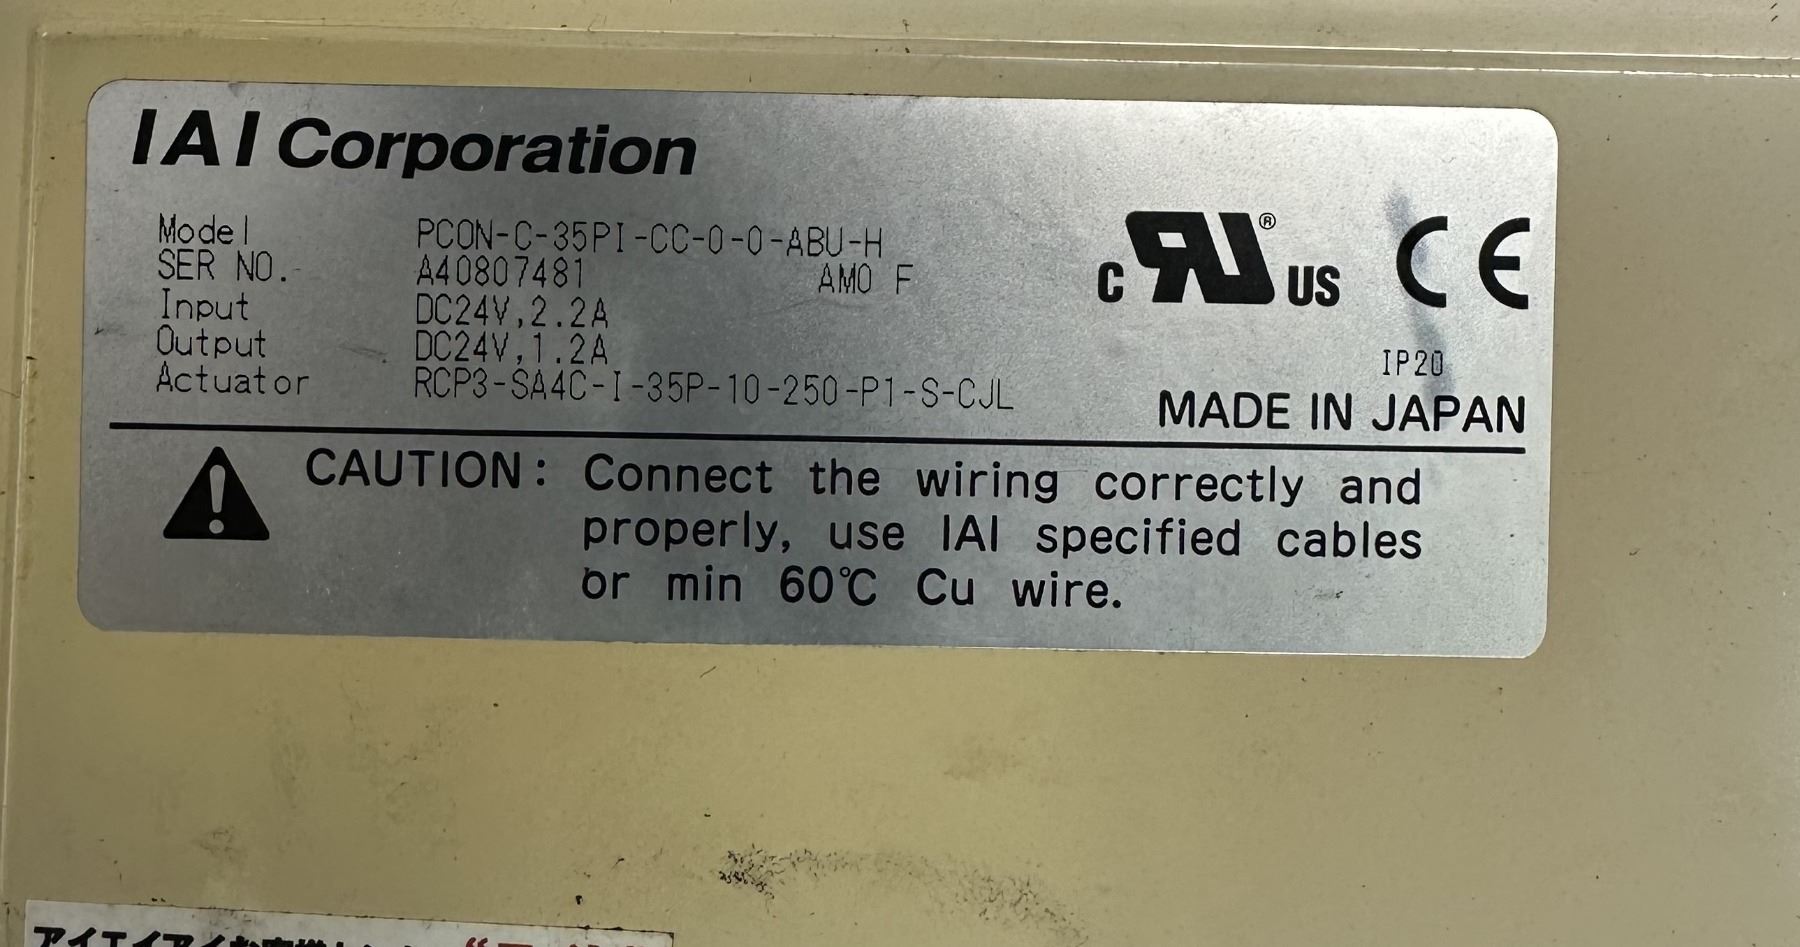 IAI Corporation
Model PCON-C-35PI-CC-0-0-ABU-H
SER NO. A40807481 AMO F
Input DC24V,2.2A
Output DC24V,1.2A
Actuator RCP3-SA4C-I-35P-10-250-P1-S-CJL
c RU® US CE
IP20
MADE IN JAPAN
CAUTION: Connect the wiring correctly and
properly, use IAI specified cables
or min 60℃ Cu wire.